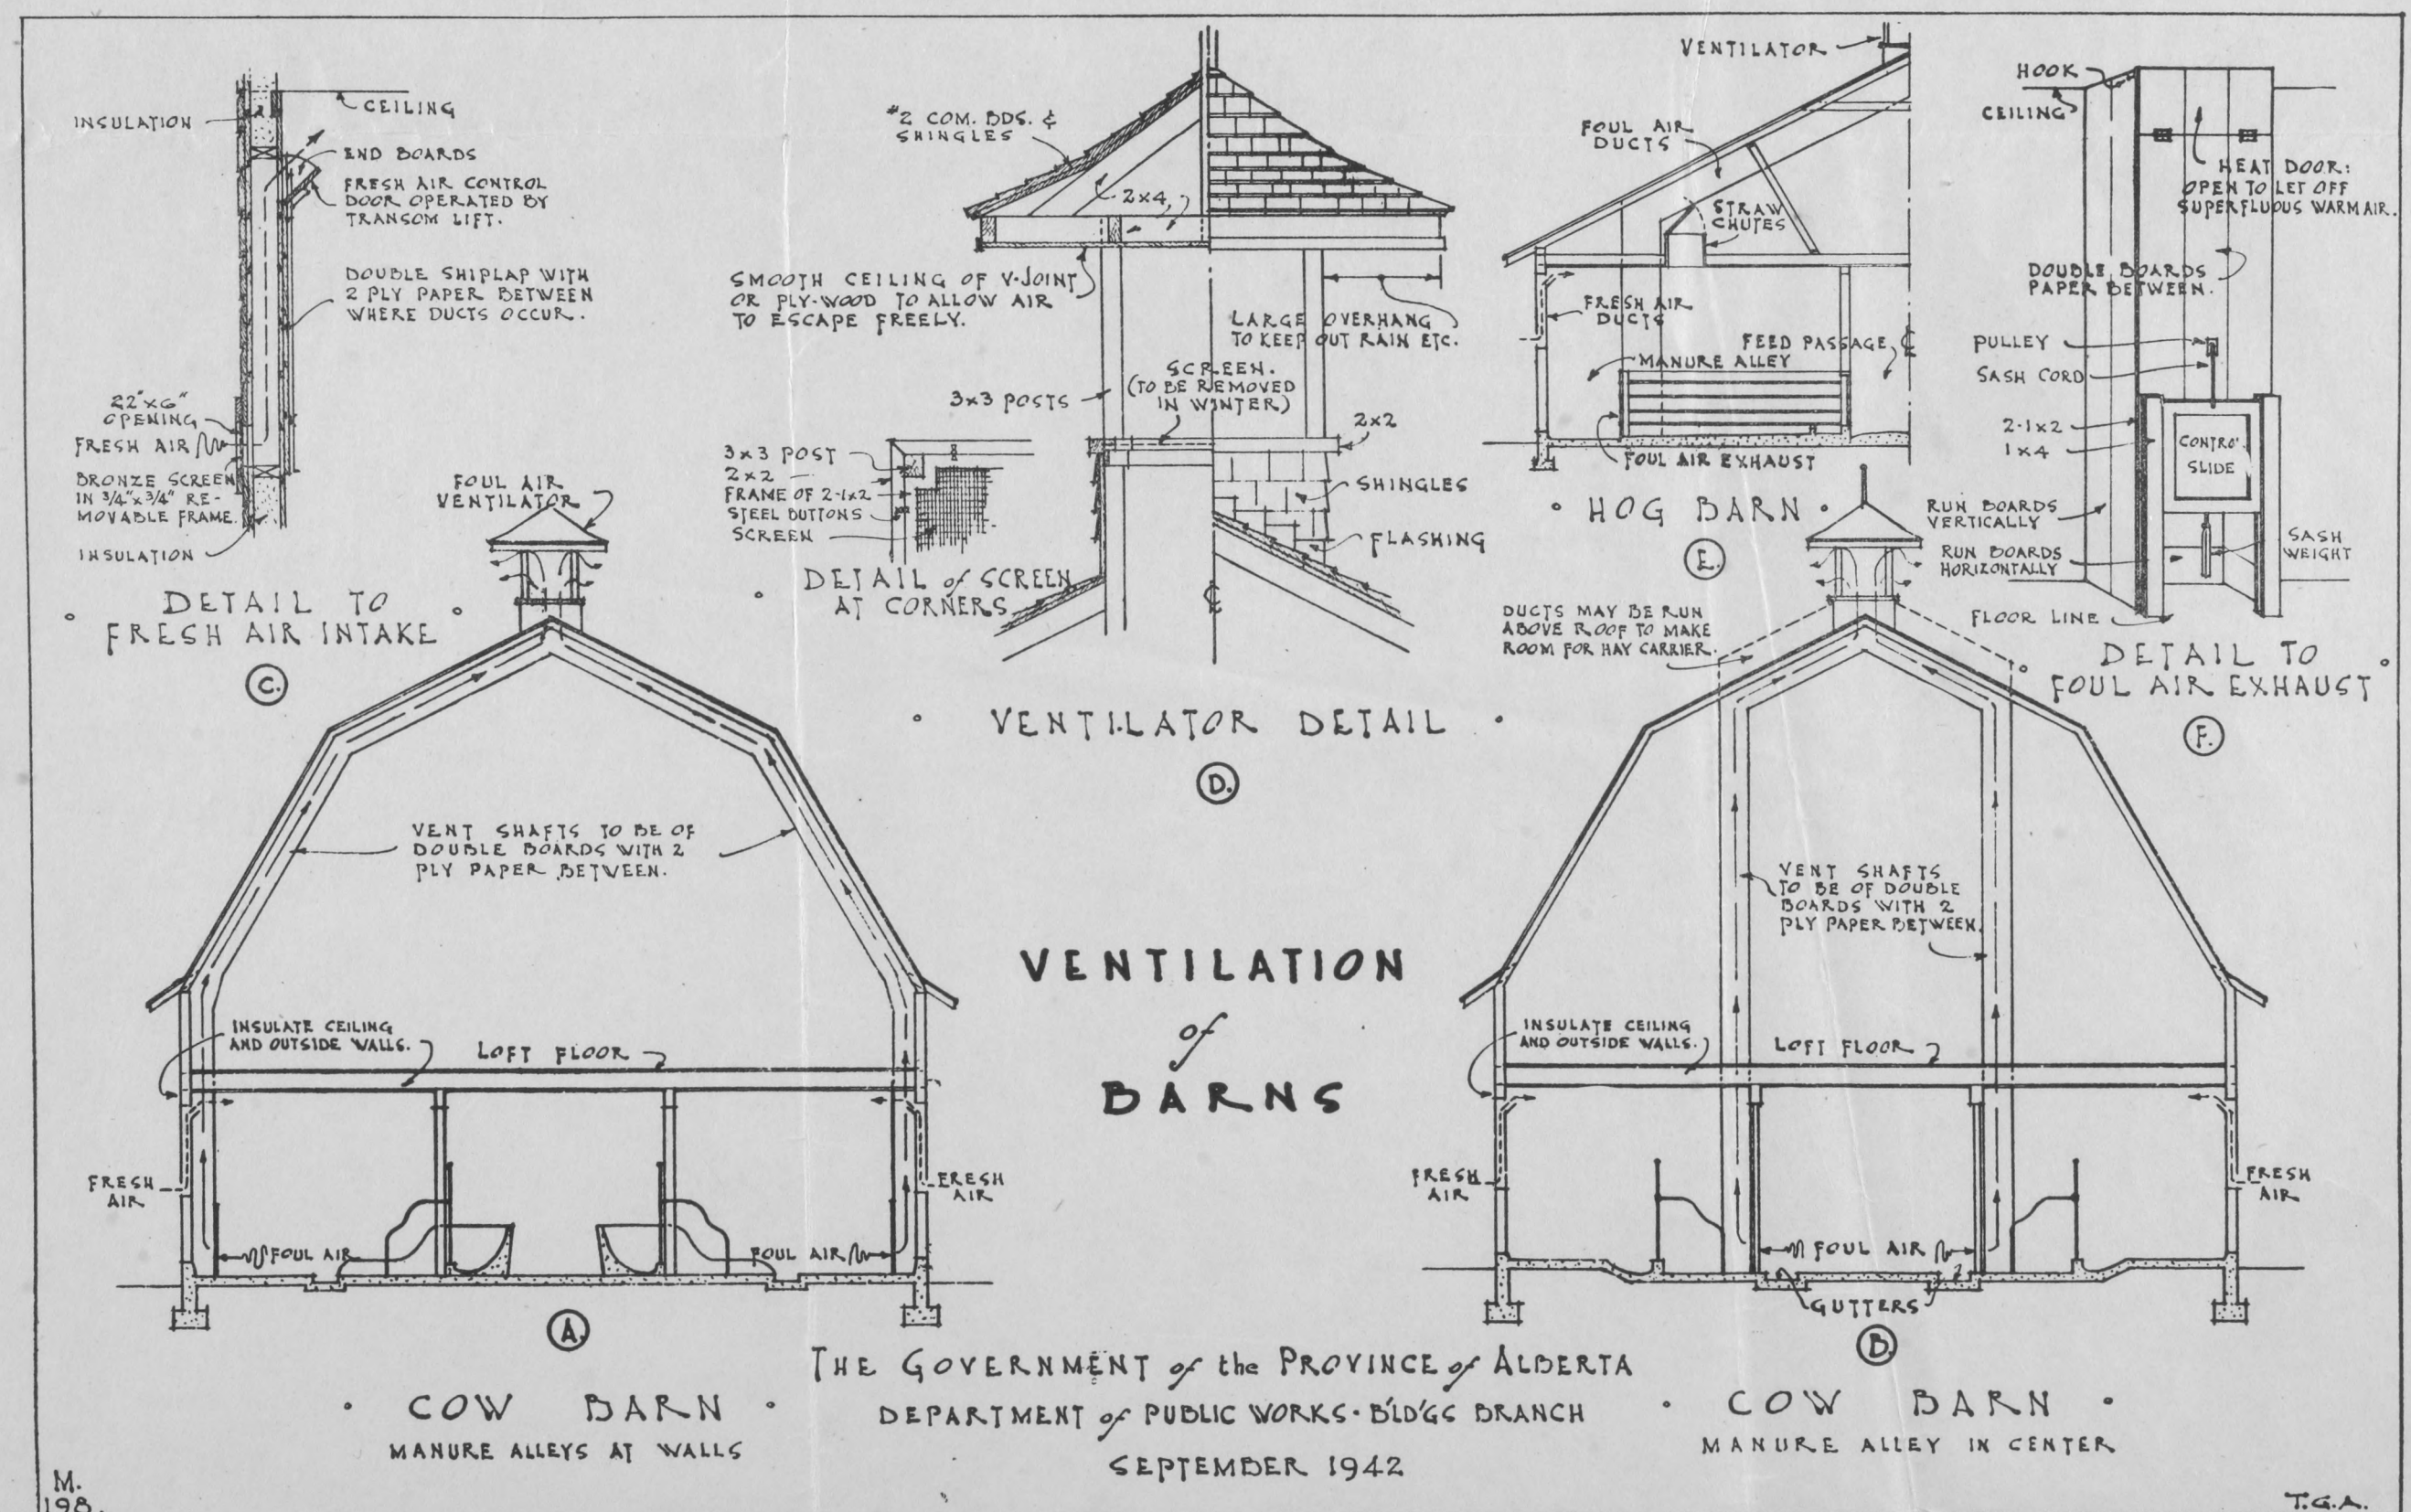 INSULATION
CEILING
END BOARDS
FRESH AIR CONTROL
DOOR OPERATED BY
TRANSOM LIFT.
DOUBLE SHIPLAP WITH
2 PLY PAPER BETWEEN
WHERE DUCTS OCCUR.
22"x6"
OPENING
FRESH AIR
BRONZE SCREEN
IN 3/4"x3/4" RE-
MOVABLE FRAME.
INSULATION
DETAIL TO
FRESH AIR INTAKE
C.
#2 COM. BDS. &
SHINGLES
2x4
SMOOTH CEILING OF V-JOINT
OR PLY-WOOD TO ALLOW AIR
TO ESCAPE FREELY.
LARGE OVERHANG
TO KEEP OUT RAIN ETC.
SCREEN.
(TO BE REMOVED
IN WINTER)
3x3 POSTS
2x2
3x3 POST
2x2
FRAME OF 2-1x2
STEEL BUTTONS
SCREEN
SHINGLES
FLASHING
DETAIL of SCREEN
AT CORNERS
℄
VENTILATOR DETAIL
D.
VENTILATOR
FOUL AIR
DUCTS
STRAW
CHUTES
FRESH AIR
DUCTS
FEED PASSAGE ℄
MANURE ALLEY
FOUL AIR EXHAUST
HOG BARN
E.
HOOK
CEILING
HEAT DOOR:
OPEN TO LET OFF
SUPERFLUOUS WARM AIR.
DOUBLE BOARDS
PAPER BETWEEN.
PULLEY
SASH CORD
2-1x2
1x4
CONTRO'
SLIDE
RUN BOARDS
VERTICALLY
RUN BOARDS
HORIZONTALLY
SASH
WEIGHT
FLOOR LINE
DETAIL TO
FOUL AIR EXHAUST
F.
FOUL AIR
VENTILATOR
VENT SHAFTS TO BE OF
DOUBLE BOARDS WITH 2
PLY PAPER BETWEEN.
INSULATE CEILING
AND OUTSIDE WALLS.
LOFT FLOOR
FRESH
AIR
FRESH
AIR
FOUL AIR
FOUL AIR
A.
COW BARN
MANURE ALLEYS AT WALLS
VENTILATION
of
BARNS
DUCTS MAY BE RUN
ABOVE ROOF TO MAKE
ROOM FOR HAY CARRIER.
VENT SHAFTS
TO BE OF DOUBLE
BOARDS WITH 2
PLY PAPER BETWEEN.
INSULATE CEILING
AND OUTSIDE WALLS.
LOFT FLOOR
FRESH
AIR
FRESH
AIR
FOUL AIR
GUTTERS
B.
COW BARN
MANURE ALLEY IN CENTER
THE GOVERNMENT of the PROVINCE of ALBERTA
DEPARTMENT of PUBLIC WORKS · B'LD'GS BRANCH
SEPTEMBER 1942
M.
198.
T.G.A.